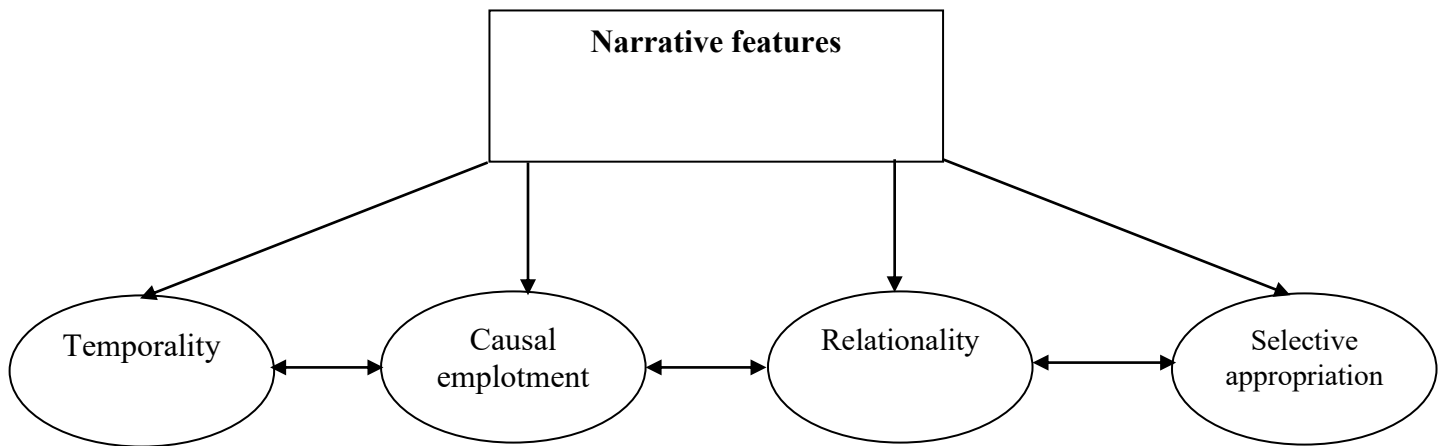 Narrative features
Temporality
Causal
emplotment
Relationality
Selective
appropriation